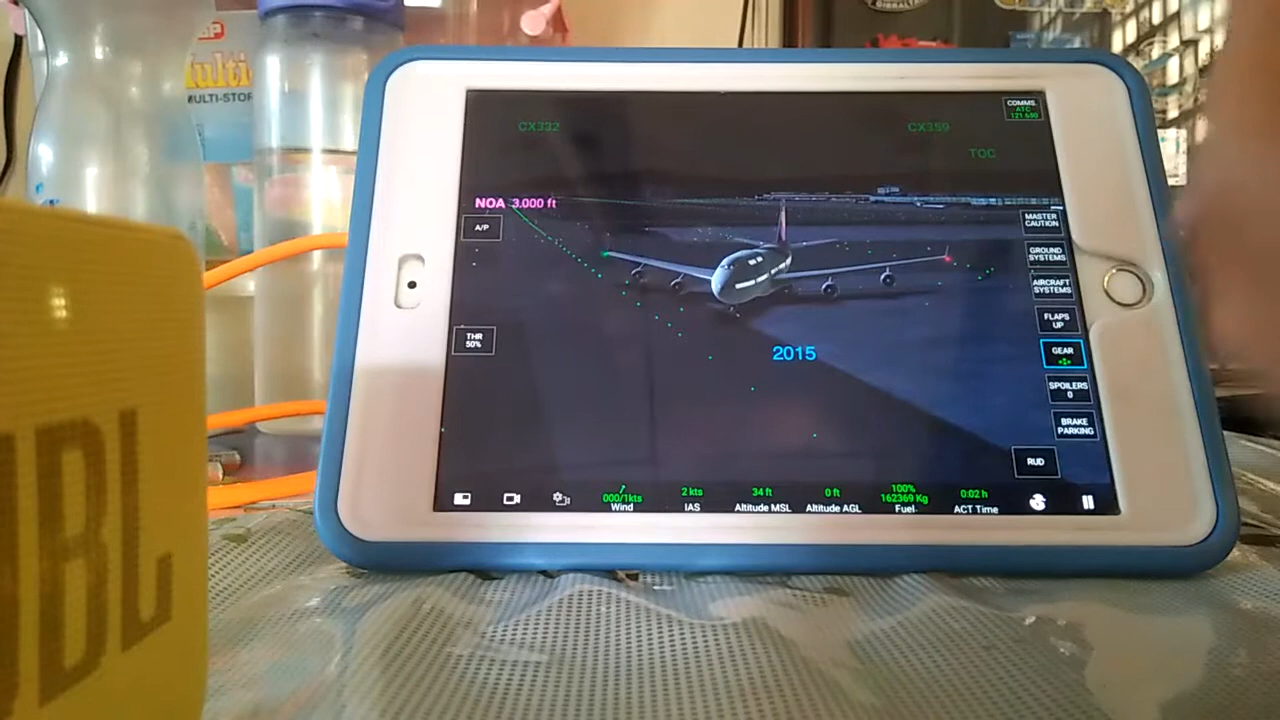 GIBRALTAR
Multi
MULTI-STOR
JBL
COMMS
ATC
121.680
CX332
CX359
TOC
NOA 3.000 ft
A/P
THR
50%
2015
MASTER
CAUTION
GROUND
SYSTEMS
AIRCRAFT
SYSTEMS
FLAPS
UP
GEAR
SPOILERS
0
BRAKE
PARKING
RUD
000/1kts
Wind
2 kts
IAS
34 ft
Altitude MSL
0 ft
Altitude AGL
100%
162369 Kg
Fuel
0:02 h
ACT Time